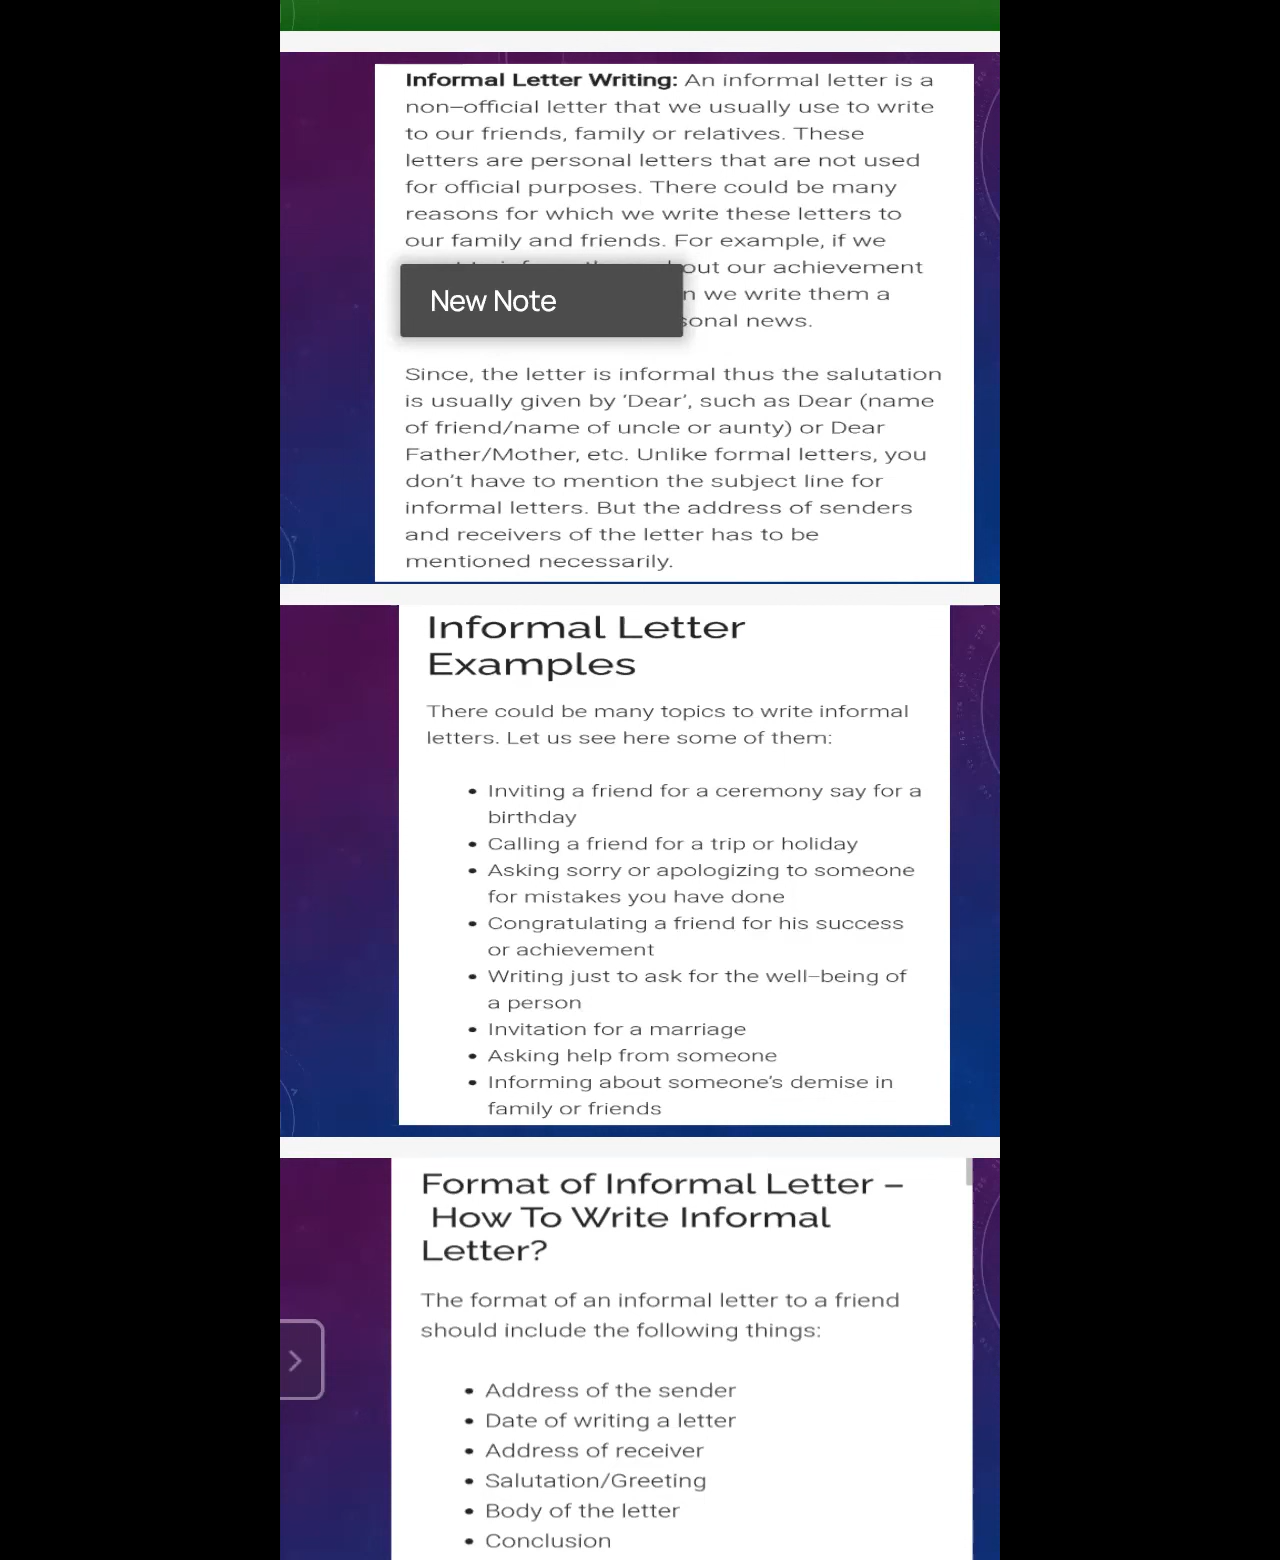 Informal Letter Writing: An informal letter is a
non–official letter that we usually use to write
to our friends, family or relatives. These
letters are personal letters that are not used
for official purposes. There could be many
reasons for which we write these letters to
our family and friends. For example, if we
out our achievement
New Note
n we write them a
sonal news.
Since, the letter is informal thus the salutation
is usually given by ‘Dear’, such as Dear (name
of friend/name of uncle or aunty) or Dear
Father/Mother, etc. Unlike formal letters, you
don’t have to mention the subject line for
informal letters. But the address of senders
and receivers of the letter has to be
mentioned necessarily.
Informal Letter
Examples
There could be many topics to write informal
letters. Let us see here some of them:
• Inviting a friend for a ceremony say for a
birthday
• Calling a friend for a trip or holiday
• Asking sorry or apologizing to someone
for mistakes you have done
• Congratulating a friend for his success
or achievement
• Writing just to ask for the well–being of
a person
• Invitation for a marriage
• Asking help from someone
• Informing about someone’s demise in
family or friends
Format of Informal Letter –
How To Write Informal
Letter?
The format of an informal letter to a friend
should include the following things:
• Address of the sender
• Date of writing a letter
• Address of receiver
• Salutation/Greeting
• Body of the letter
• Conclusion